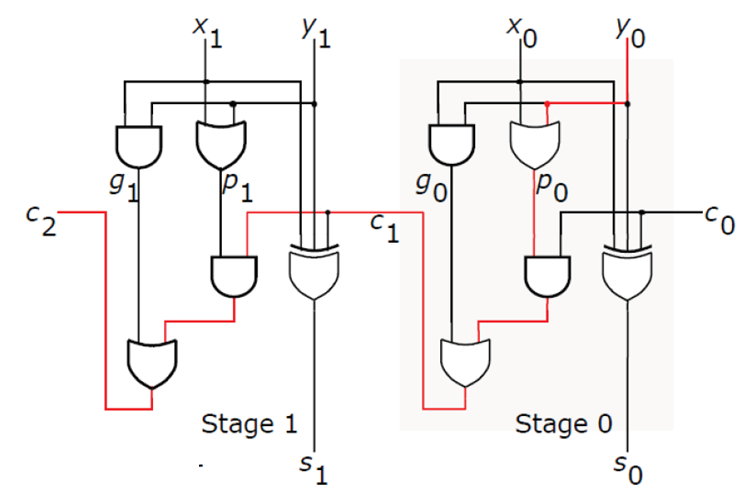 x1 y1 x0 y0
g1 p1 g0 p0
c2 c1 c0
Stage 1 Stage 0
s1 s0